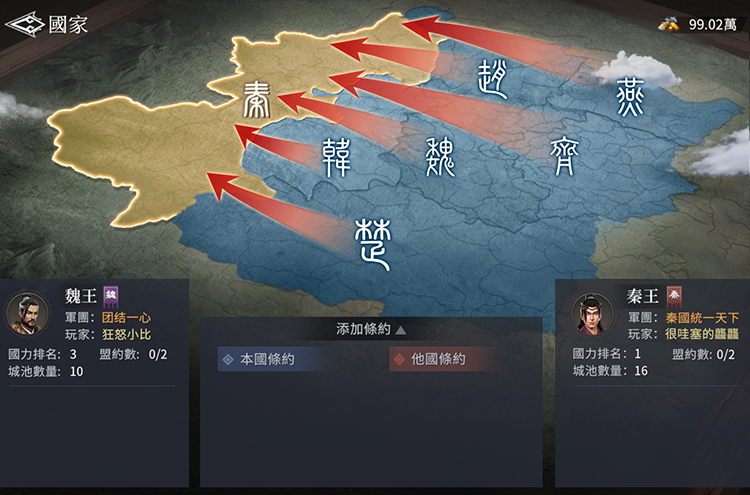 國家
99.02萬
趙
燕
秦
韓
魏
齊
楚
魏王 魏
軍團: 团结一心
玩家: 狂怒小比
國力排名: 3 盟約數: 0/2
城池數量: 10
添加條約
本國條約
他國條約
秦王 秦
軍團: 秦國統一天下
玩家: 很哇塞的龘龘
國力排名: 1 盟約數: 0/2
城池數量: 16